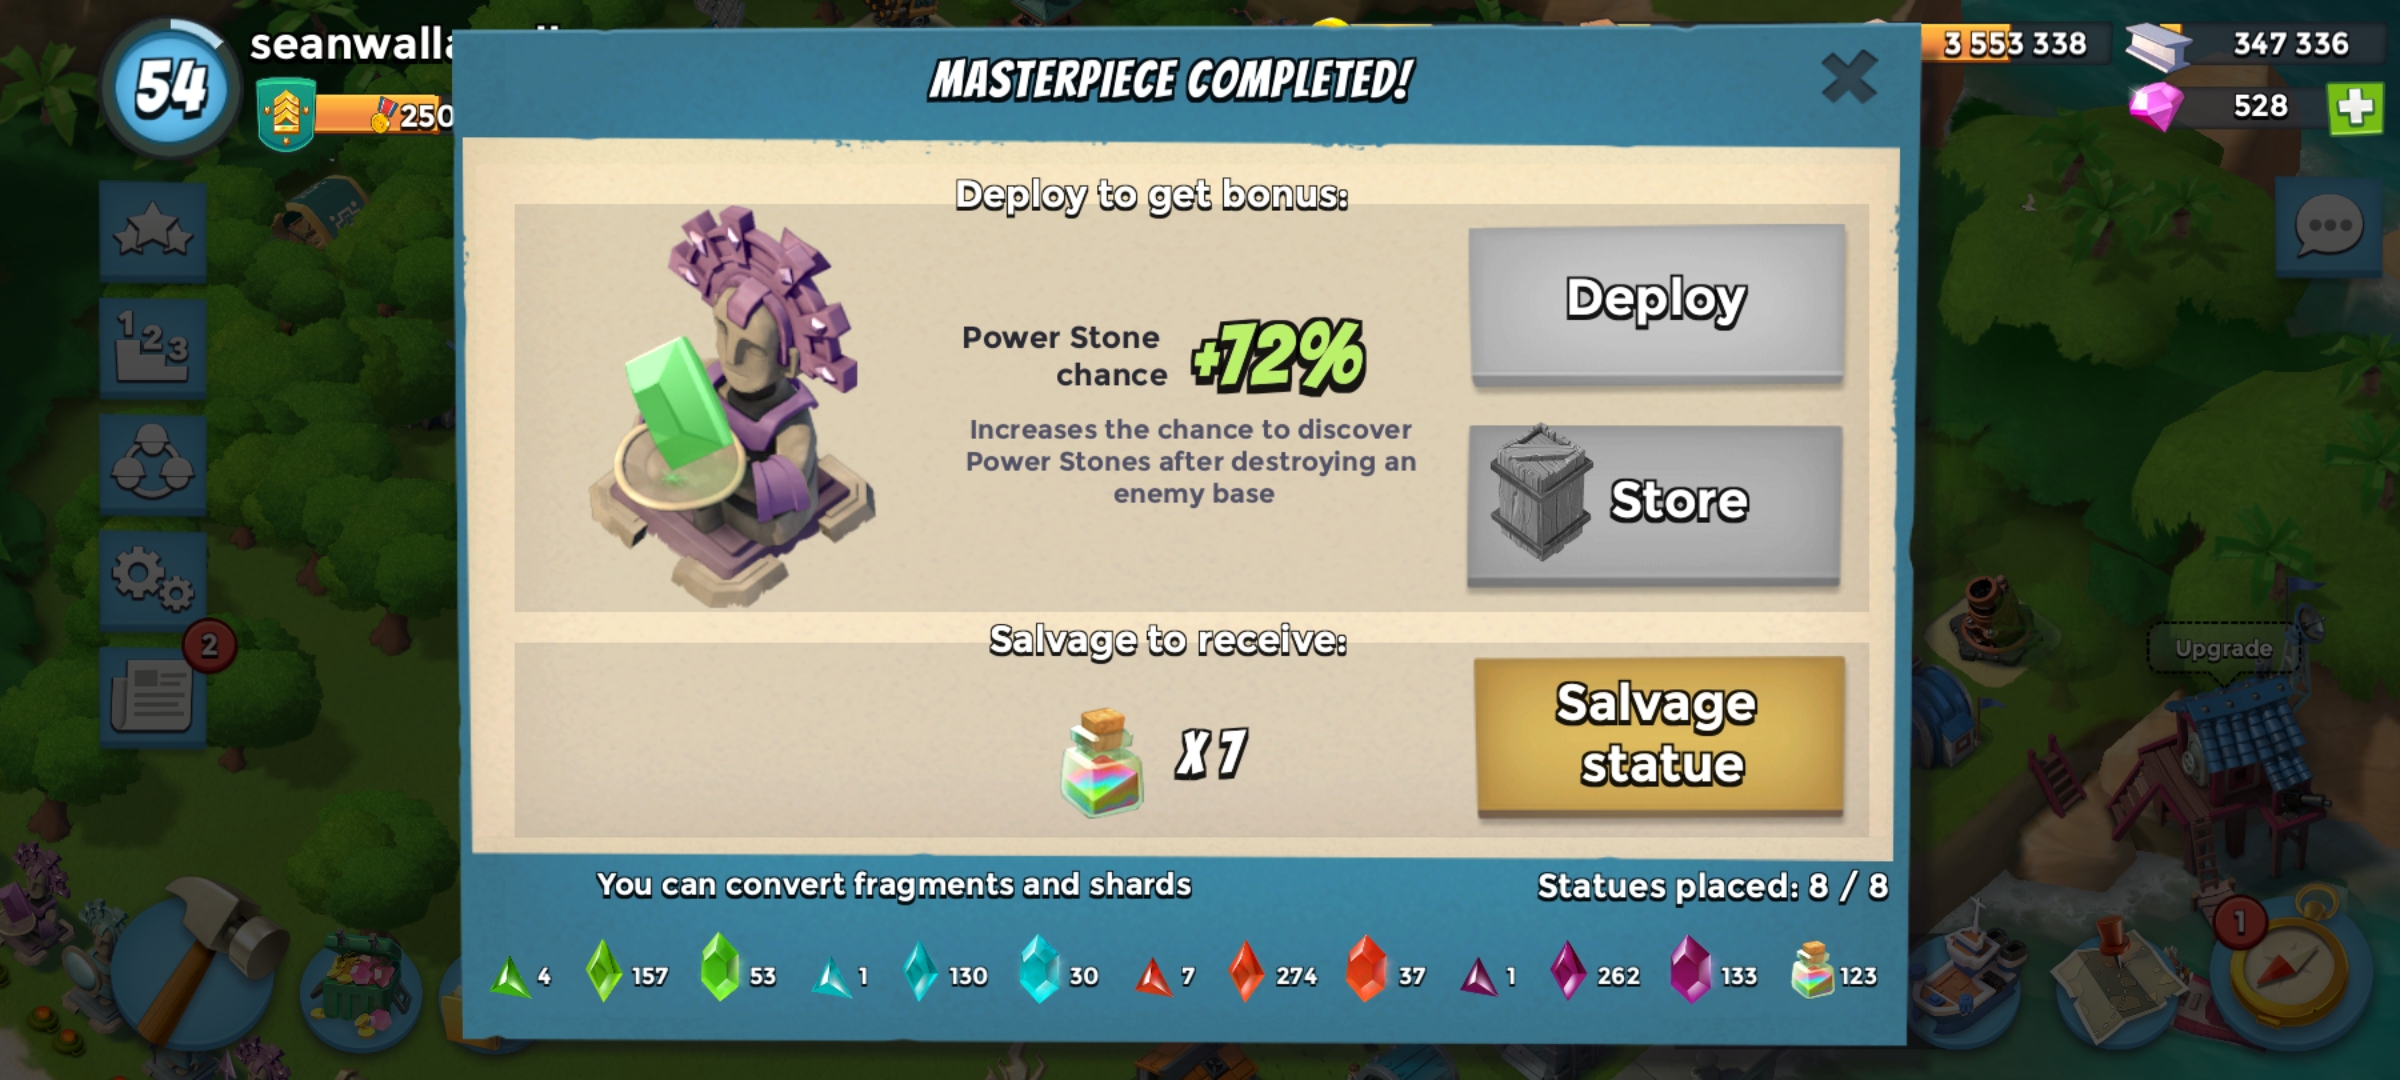 54
250
MASTERPIECE COMPLETED!
3 553 338
347 336
528
1 2 3
2
Deploy to get bonus:
Power Stone
chance
+72%
Increases the chance to discover
Power Stones after destroying an
enemy base
Deploy
Store
Salvage to receive:
X 7
Salvage
statue
Upgrade
You can convert fragments and shards
Statues placed: 8 / 8
4 157 53 1 130 30 7 274 37 1 262 133 123
1